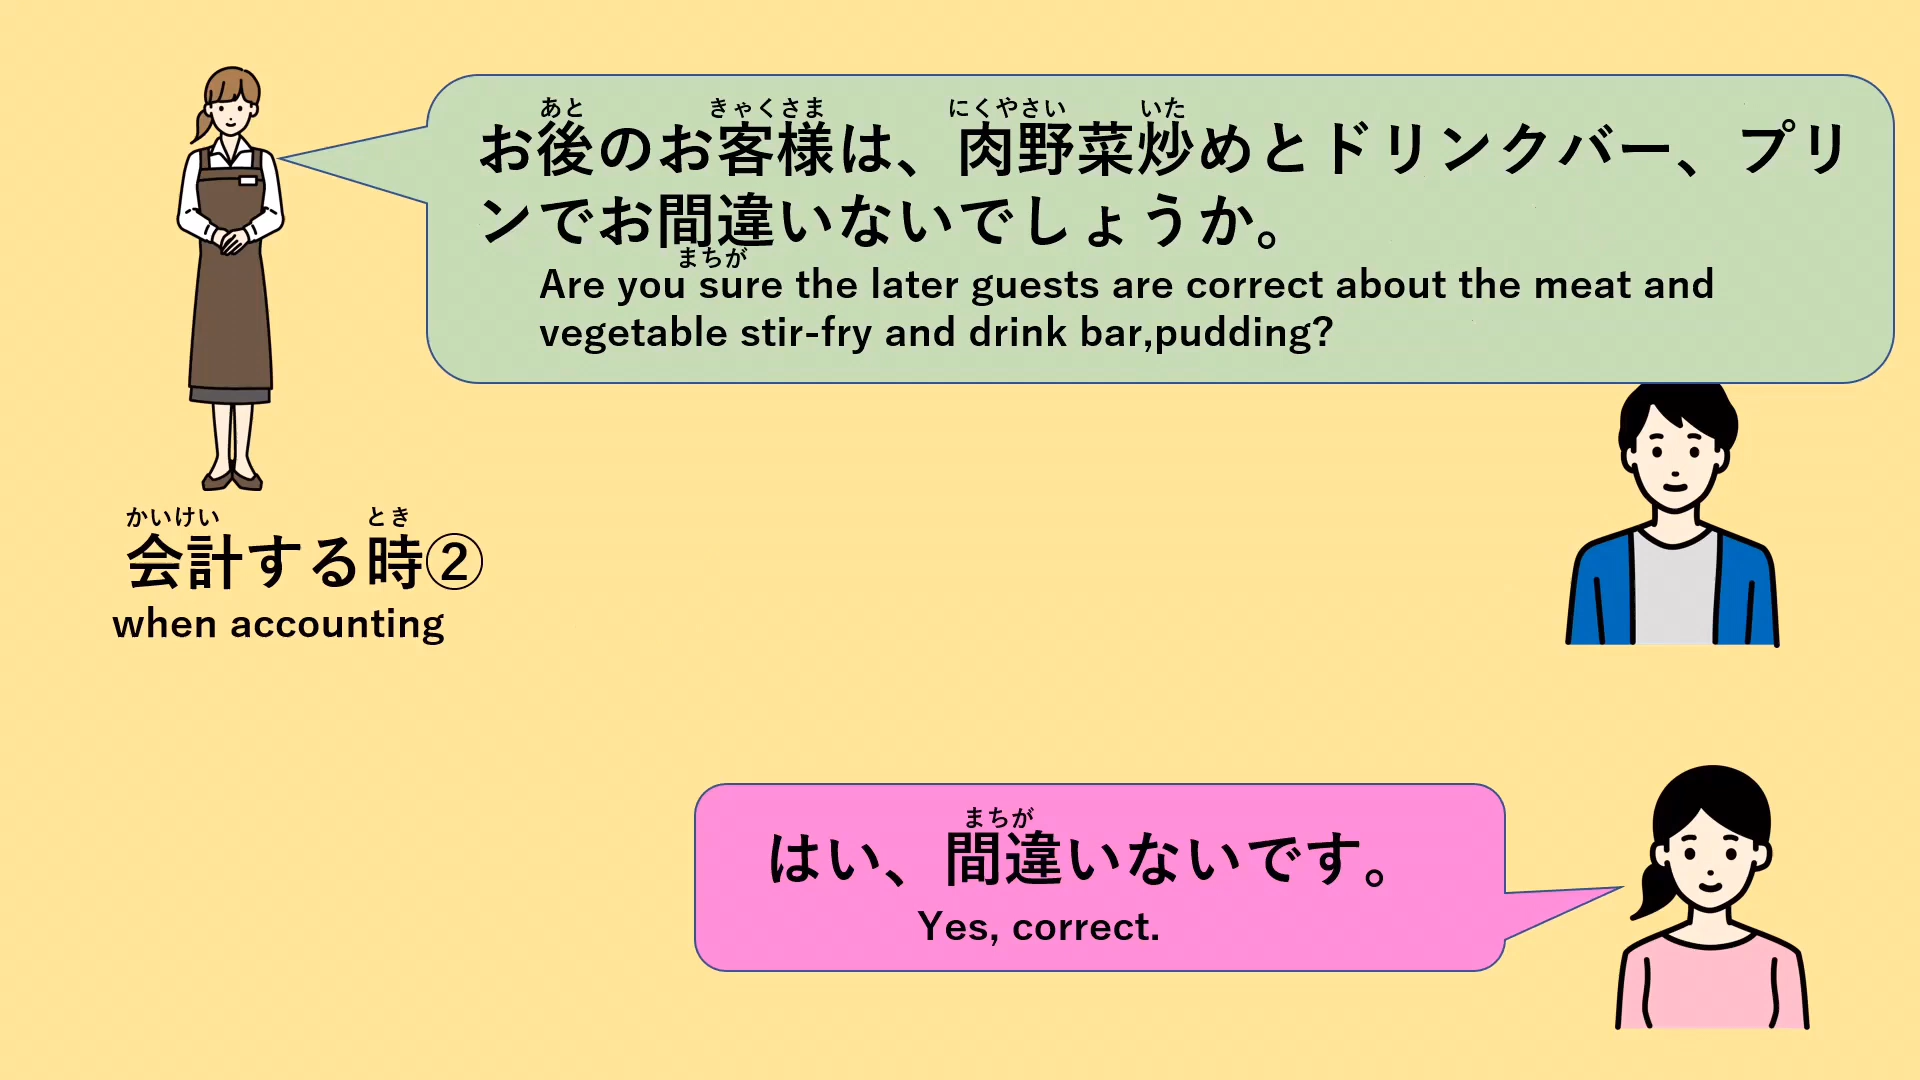 あと きゃくさま にくやさい いた
お後のお客様は、肉野菜炒めとドリンクバー、プリ
ンでお間違いないでしょうか。
まちが
Are you sure the later guests are correct about the meat and
vegetable stir-fry and drink bar,pudding?
かいけい とき
会計する時②
when accounting
まちが
はい、間違いないです。
Yes, correct.